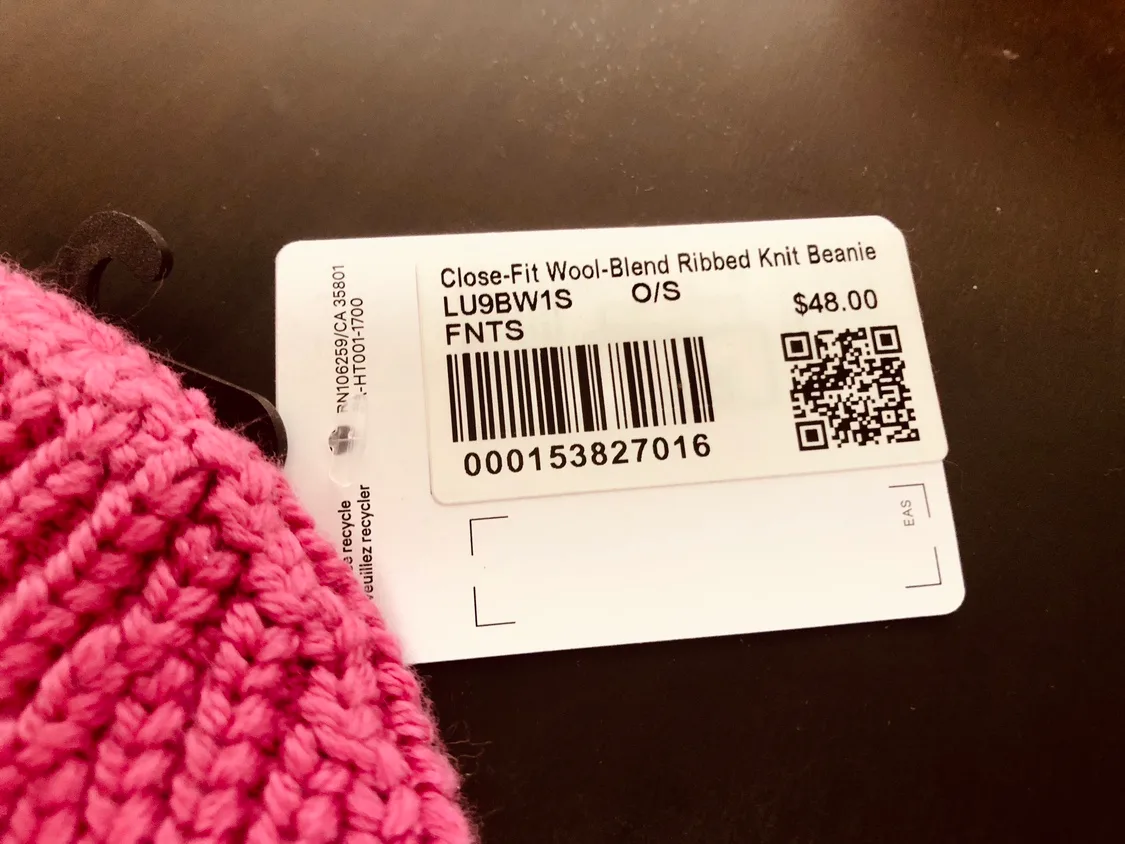 Close-Fit Wool-Blend Ribbed Knit Beanie
LU9BW1S O/S
$48.00
FNTS
000153827016
RN106259/CA 35801
-HT001-1700
recycle
veuillez recycler
EAS